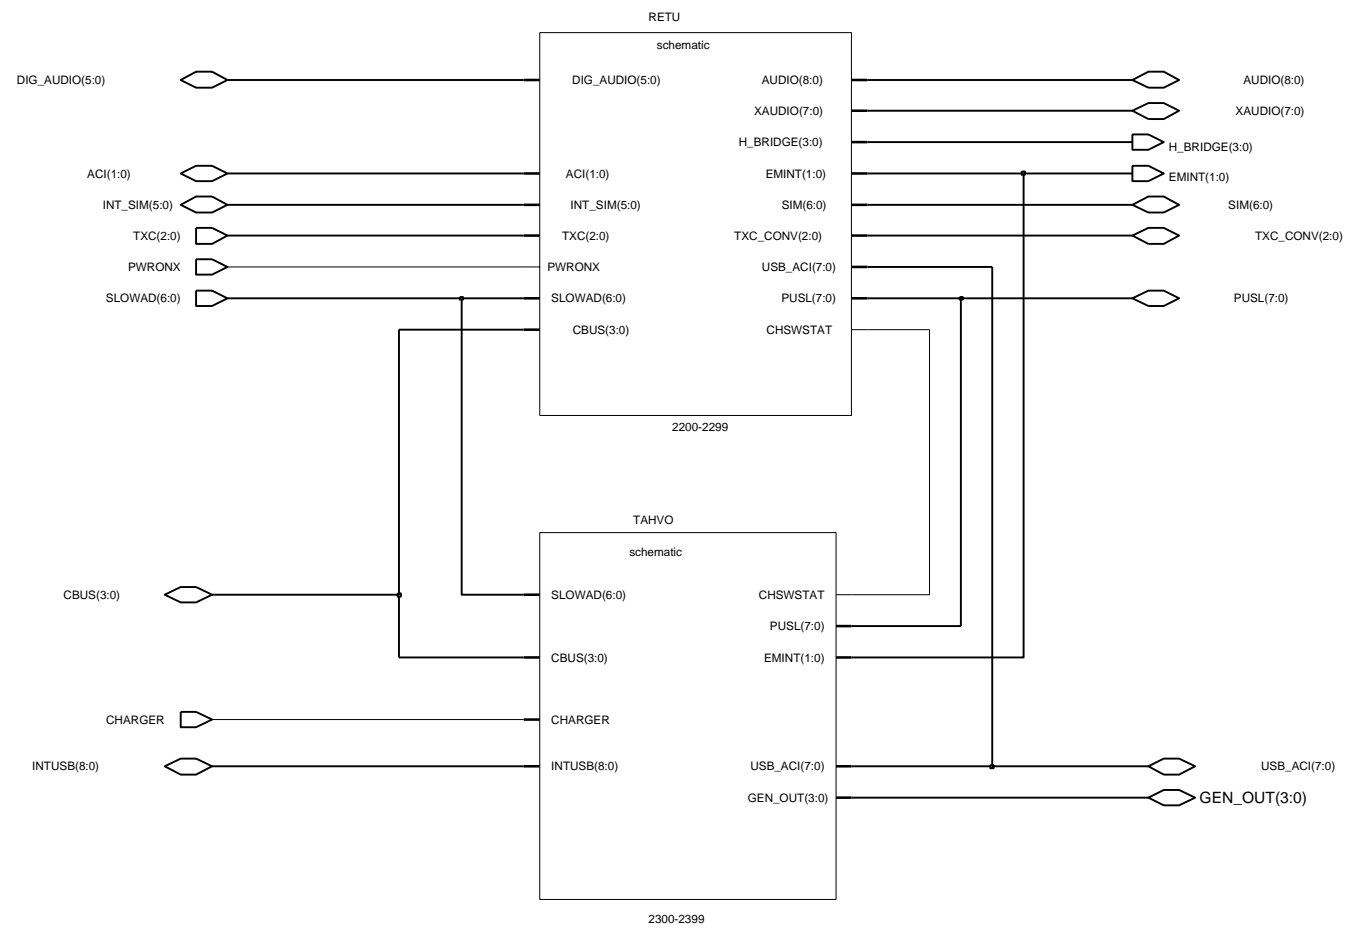 RETU
schematic
DIG_AUDIO(5:0) DIG_AUDIO(5:0) AUDIO(8:0) AUDIO(8:0)
XAUDIO(7:0) XAUDIO(7:0)
H_BRIDGE(3:0) H_BRIDGE(3:0)
ACI(1:0) ACI(1:0) EMINT(1:0) EMINT(1:0)
INT_SIM(5:0) INT_SIM(5:0) SIM(6:0) SIM(6:0)
TXC(2:0) TXC(2:0) TXC_CONV(2:0) TXC_CONV(2:0)
PWRONX PWRONX USB_ACI(7:0)
SLOWAD(6:0) SLOWAD(6:0) PUSL(7:0) PUSL(7:0)
CBUS(3:0) CHSWSTAT
2200-2299
TAHVO
schematic
CBUS(3:0) SLOWAD(6:0) CHSWSTAT
PUSL(7:0)
CBUS(3:0) EMINT(1:0)
CHARGER CHARGER
INTUSB(8:0) INTUSB(8:0) USB_ACI(7:0) USB_ACI(7:0)
GEN_OUT(3:0) GEN_OUT(3:0)
2300-2399